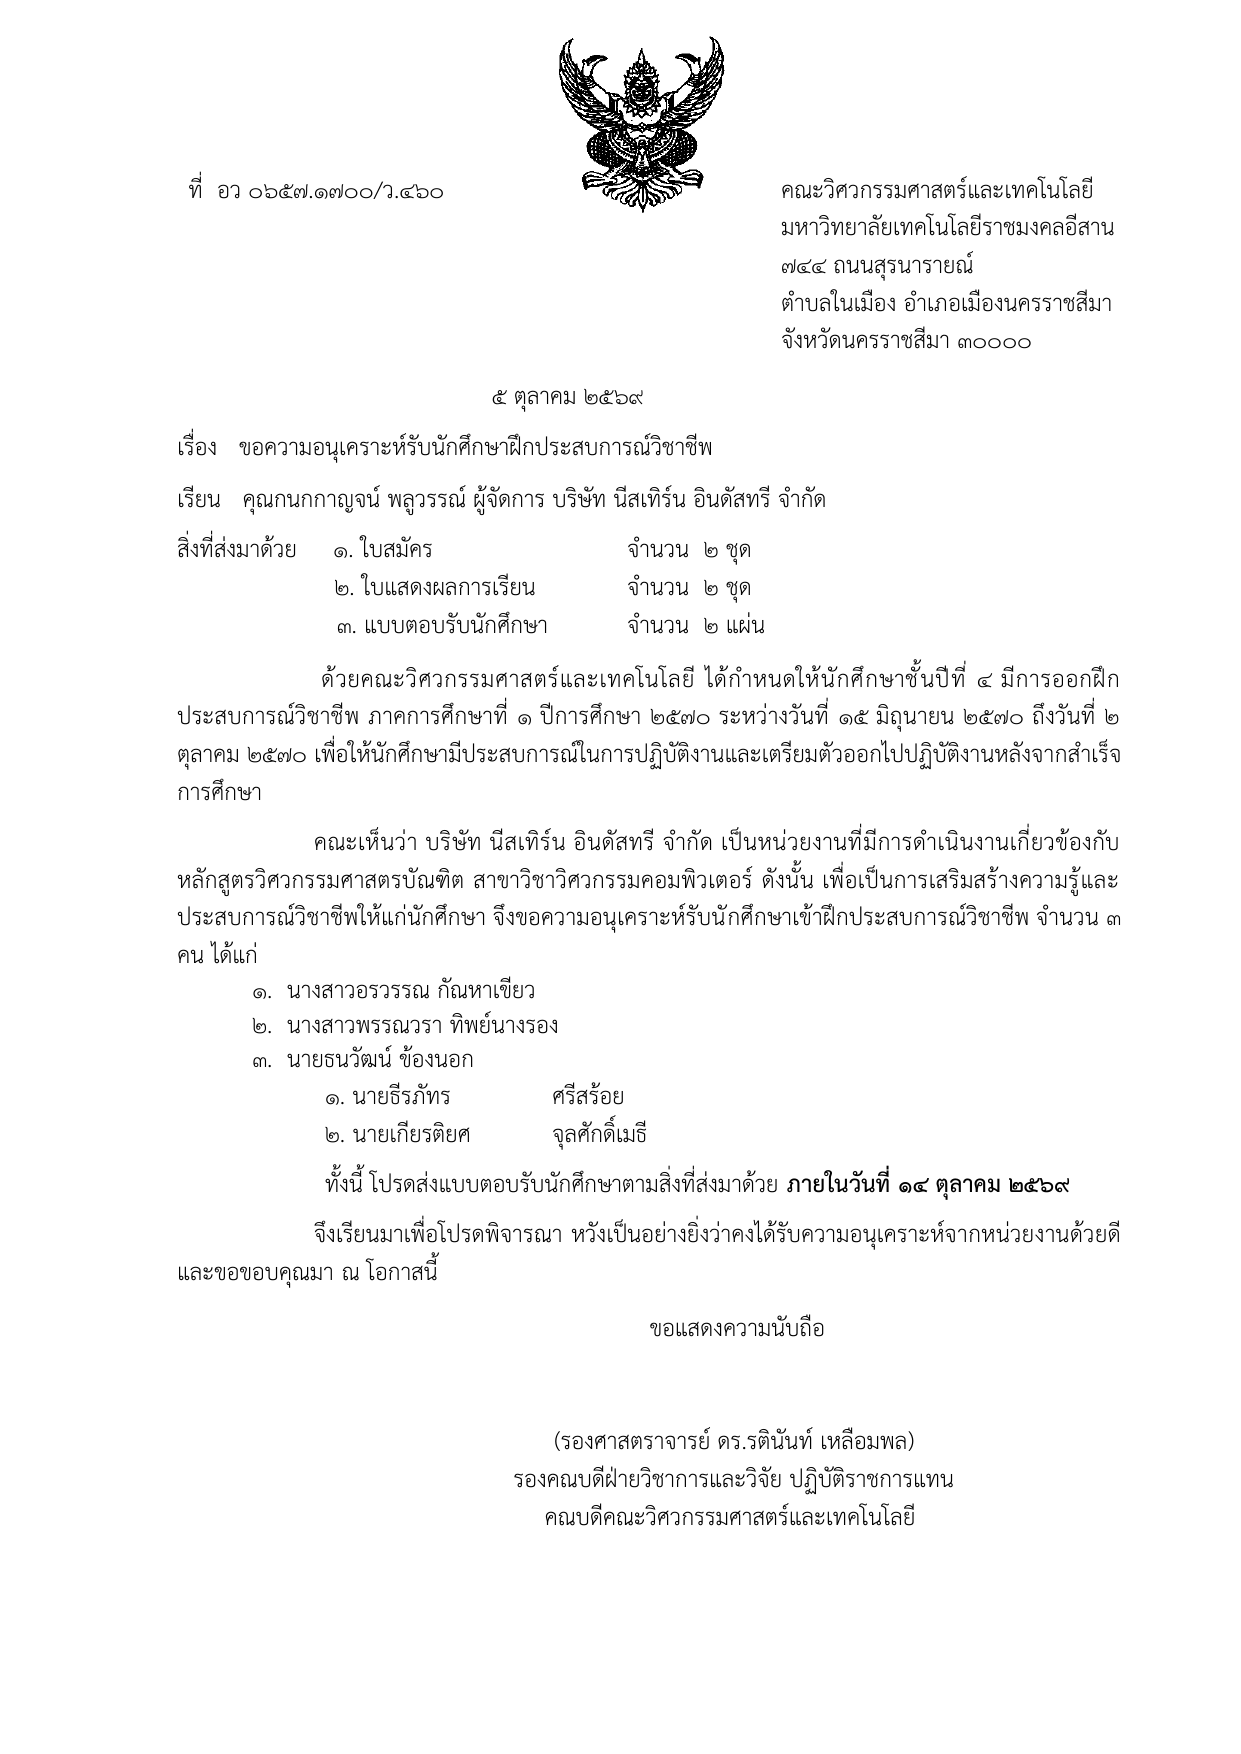 ที่ อว ๐๖๕๗.๑๗๐๐/ว.๔๖๐
คณะวิศวกรรมศาสตร์และเทคโนโลยี
มหาวิทยาลัยเทคโนโลยีราชมงคลอีสาน
๗๔๔ ถนนสุรนารายณ์
ตำบลในเมือง อำเภอเมืองนครราชสีมา
จังหวัดนครราชสีมา ๓๐๐๐๐
๕ ตุลาคม ๒๕๖๙
เรื่อง ขอความอนุเคราะห์รับนักศึกษาฝึกประสบการณ์วิชาชีพ
เรียน คุณกนกกาญจน์ พลูวรรณ์ ผู้จัดการ บริษัท นีสเทิร์น อินดัสทรี จำกัด
สิ่งที่ส่งมาด้วย ๑. ใบสมัคร จำนวน ๒ ชุด
๒. ใบแสดงผลการเรียน จำนวน ๒ ชุด
๓. แบบตอบรับนักศึกษา จำนวน ๒ แผ่น
ด้วยคณะวิศวกรรมศาสตร์และเทคโนโลยี ได้กำหนดให้นักศึกษาชั้นปีที่ ๔ มีการออกฝึก
ประสบการณ์วิชาชีพ ภาคการศึกษาที่ ๑ ปีการศึกษา ๒๕๗๐ ระหว่างวันที่ ๑๕ มิถุนายน ๒๕๗๐ ถึงวันที่ ๒
ตุลาคม ๒๕๗๐ เพื่อให้นักศึกษามีประสบการณ์ในการปฏิบัติงานและเตรียมตัวออกไปปฏิบัติงานหลังจากสำเร็จ
การศึกษา
คณะเห็นว่า บริษัท นีสเทิร์น อินดัสทรี จำกัด เป็นหน่วยงานที่มีการดำเนินงานเกี่ยวข้องกับ
หลักสูตรวิศวกรรมศาสตรบัณฑิต สาขาวิชาวิศวกรรมคอมพิวเตอร์ ดังนั้น เพื่อเป็นการเสริมสร้างความรู้และ
ประสบการณ์วิชาชีพให้แก่นักศึกษา จึงขอความอนุเคราะห์รับนักศึกษาเข้าฝึกประสบการณ์วิชาชีพ จำนวน ๓
คน ได้แก่
๑. นางสาวอรวรรณ กัณหาเขียว
๒. นางสาวพรรณวรา ทิพย์นางรอง
๓. นายธนวัฒน์ ข้องนอก
๑. นายธีรภัทร ศรีสร้อย
๒. นายเกียรติยศ จุลศักดิ์เมธี
ทั้งนี้ โปรดส่งแบบตอบรับนักศึกษาตามสิ่งที่ส่งมาด้วย ภายในวันที่ ๑๔ ตุลาคม ๒๕๖๙
จึงเรียนมาเพื่อโปรดพิจารณา หวังเป็นอย่างยิ่งว่าคงได้รับความอนุเคราะห์จากหน่วยงานด้วยดี
และขอขอบคุณมา ณ โอกาสนี้
ขอแสดงความนับถือ
(รองศาสตราจารย์ ดร.รตินันท์ เหลือมพล)
รองคณบดีฝ่ายวิชาการและวิจัย ปฏิบัติราชการแทน
คณบดีคณะวิศวกรรมศาสตร์และเทคโนโลยี